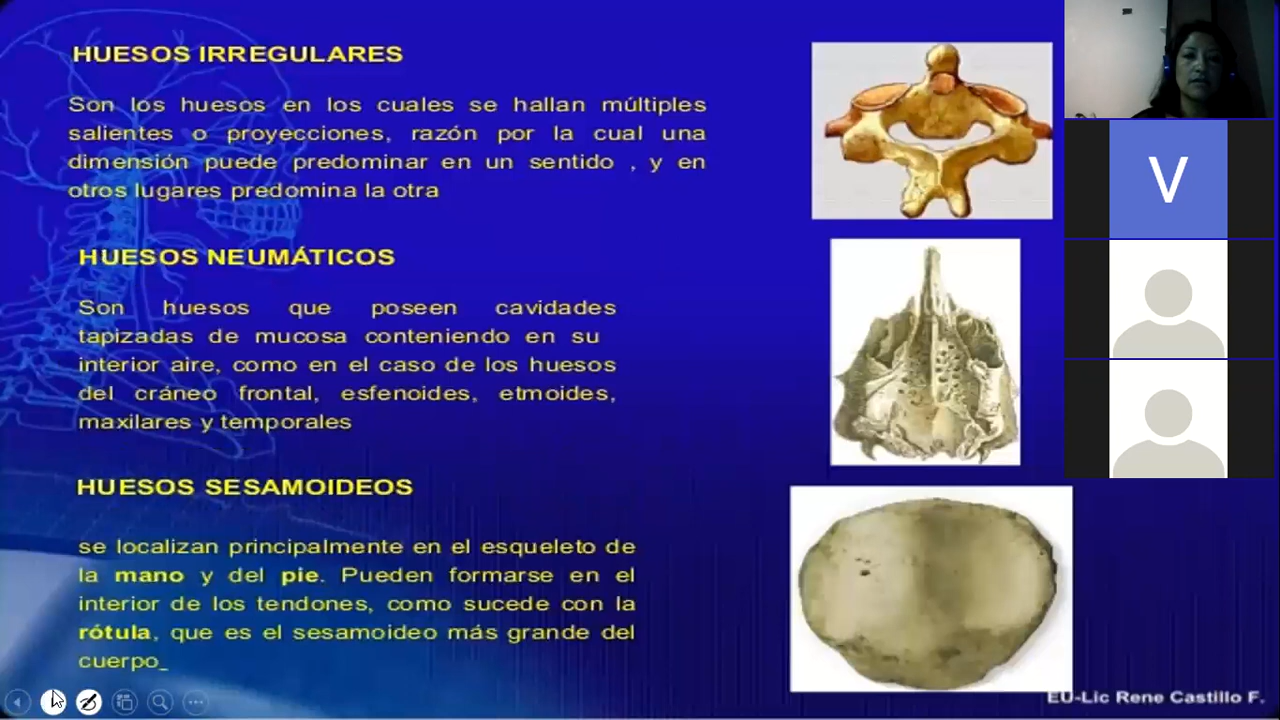 HUESOS IRREGULARES
Son los huesos en los cuales se hallan múltiples
salientes o proyecciones, razón por la cual una
dimensión puede predominar en un sentido , y en
otros lugares predomina la otra
HUESOS NEUMÁTICOS
Son huesos que poseen cavidades
tapizadas de mucosa conteniendo en su
interior aire, como en el caso de los huesos
del cráneo frontal, esfenoides, etmoides,
maxilares y temporales
HUESOS SESAMOIDEOS
se localizan principalmente en el esqueleto de
la mano y del pie. Pueden formarse en el
interior de los tendones, como sucede con la
rótula, que es el sesamoideo más grande del
cuerpo_
EU-Lic Rene Castillo F.
V